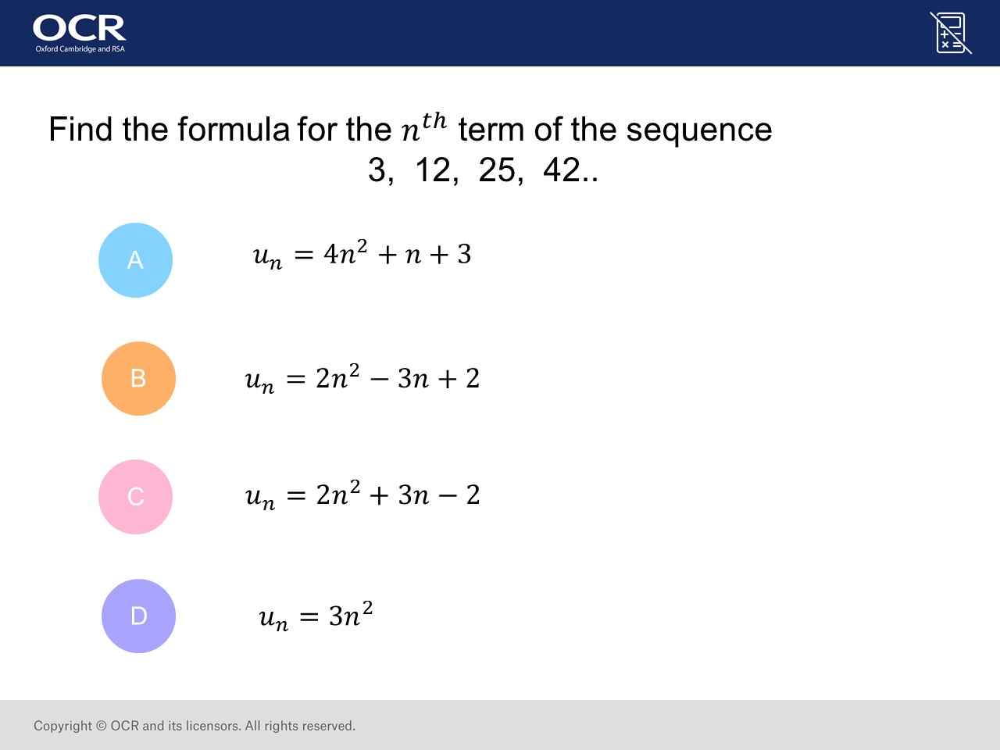 OCR
Oxford Cambridge and RSA
+ −
× =
Find the formula for the 𝑛ᵗʰ term of the sequence
3, 12, 25, 42..
A
𝑢ₙ = 4𝑛² + 𝑛 + 3
B
𝑢ₙ = 2𝑛² − 3𝑛 + 2
C
𝑢ₙ = 2𝑛² + 3𝑛 − 2
D
𝑢ₙ = 3𝑛²
Copyright © OCR and its licensors. All rights reserved.